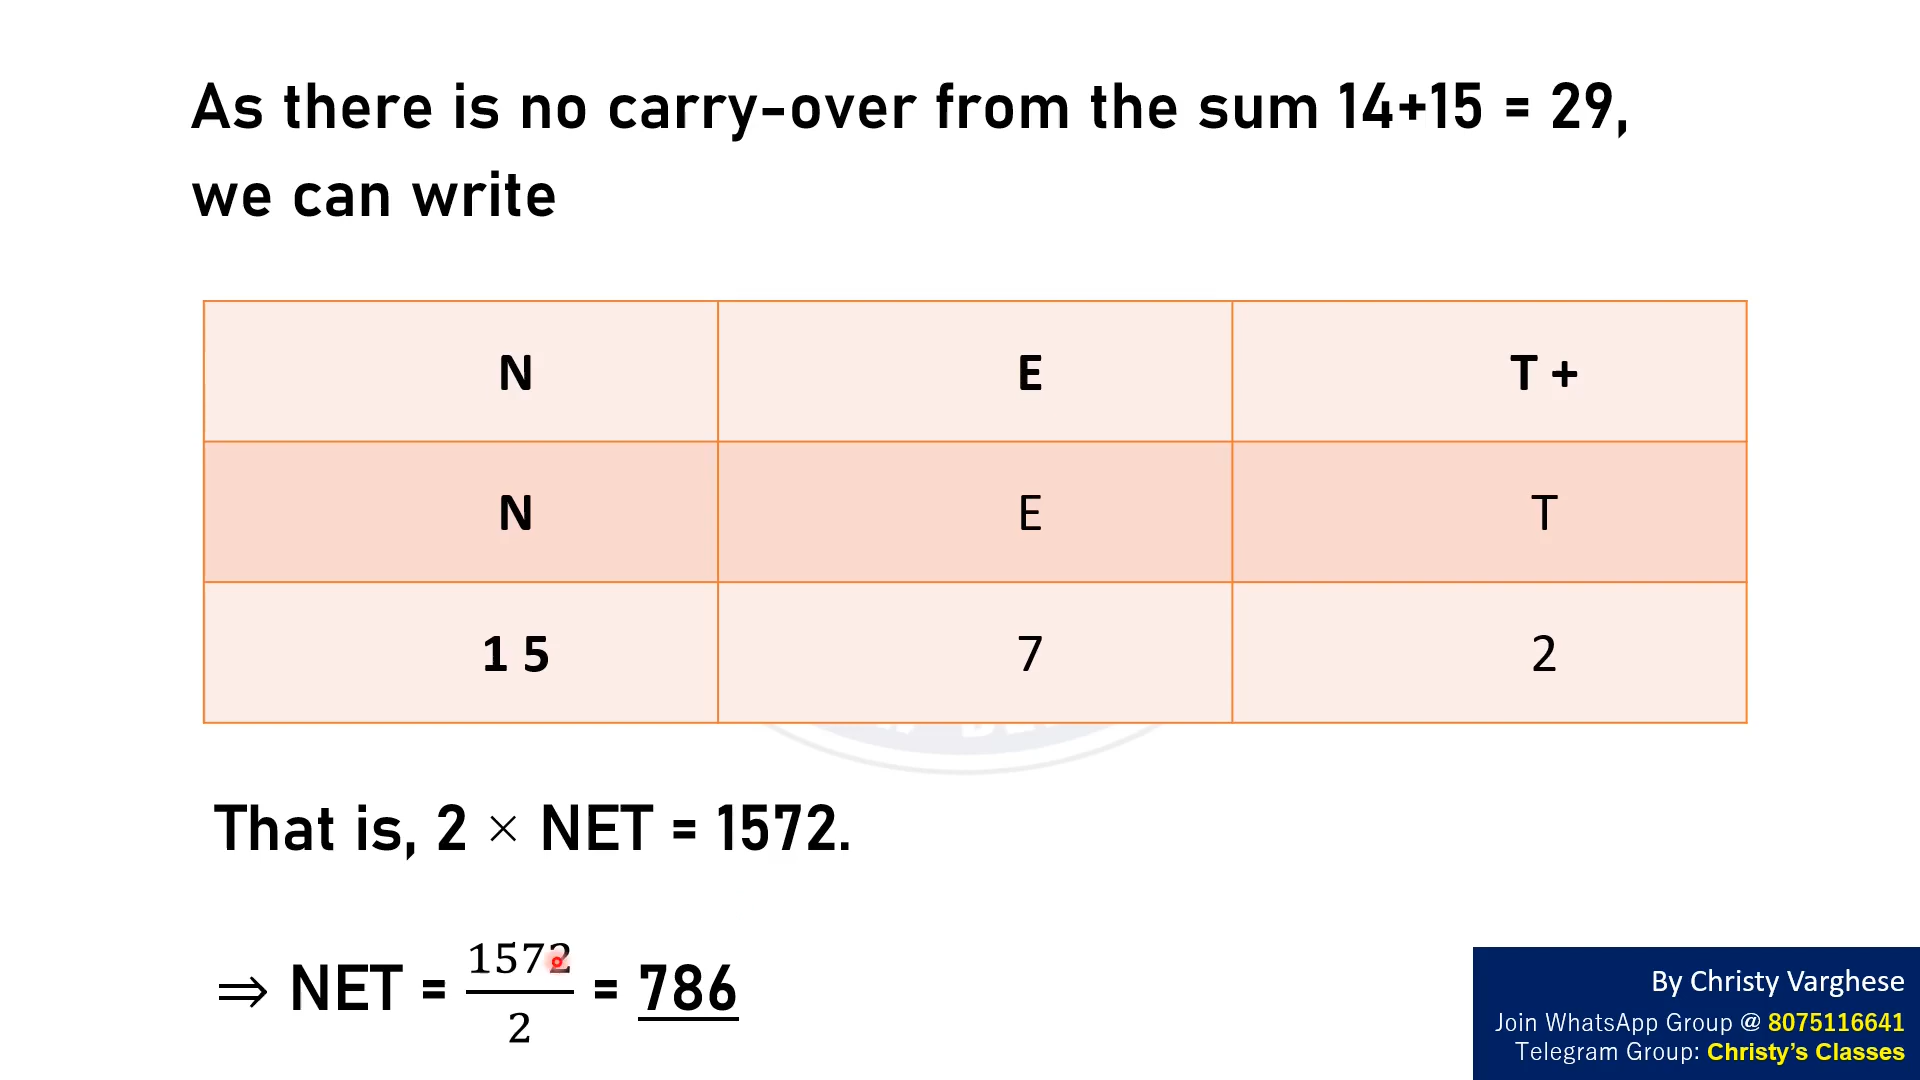 As there is no carry-over from the sum 14+15 = 29,
we can write
N E T +
N E T
1 5 7 2
That is, 2 × NET = 1572.
⇒ NET = 1572/2 = 786
By Christy Varghese
Join WhatsApp Group @ 8075116641
Telegram Group: Christy's Classes